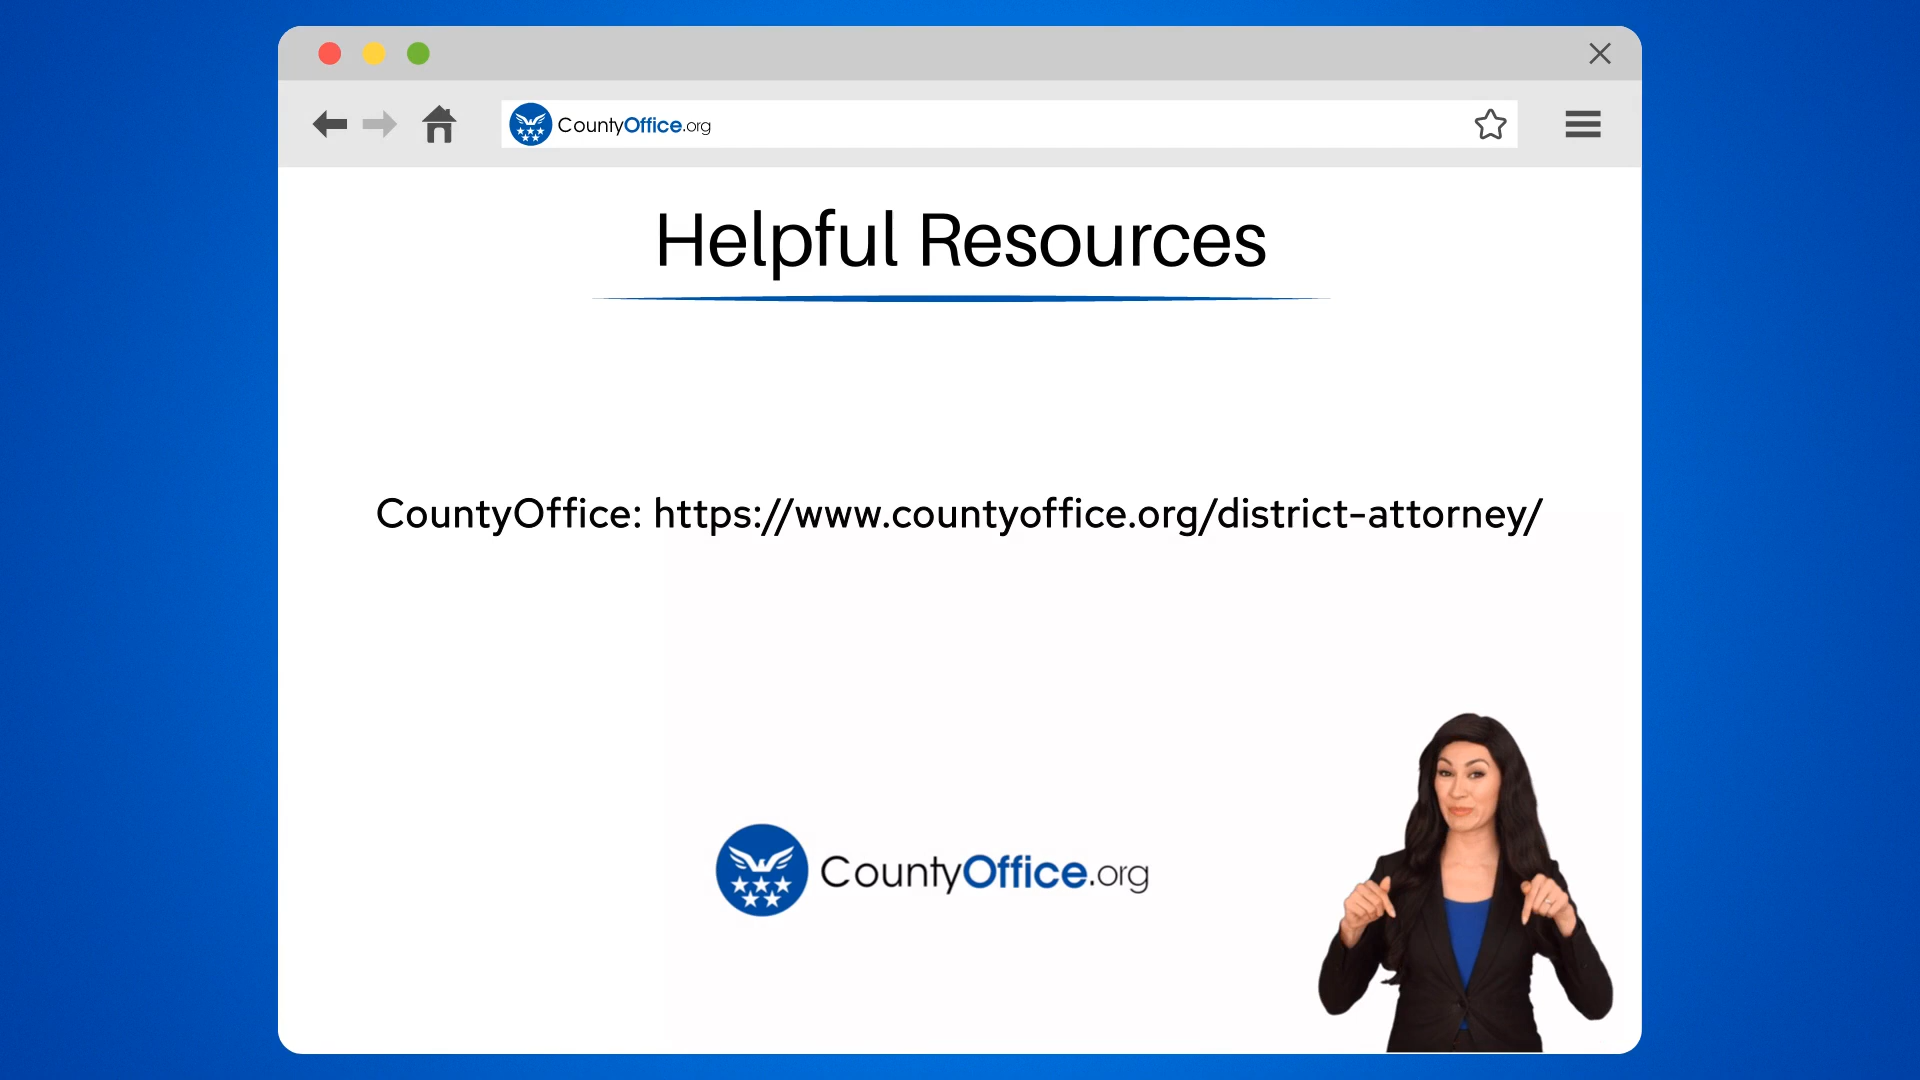 CountyOffice.org
Helpful Resources
CountyOffice: https://www.countyoffice.org/district-attorney/
CountyOffice.org